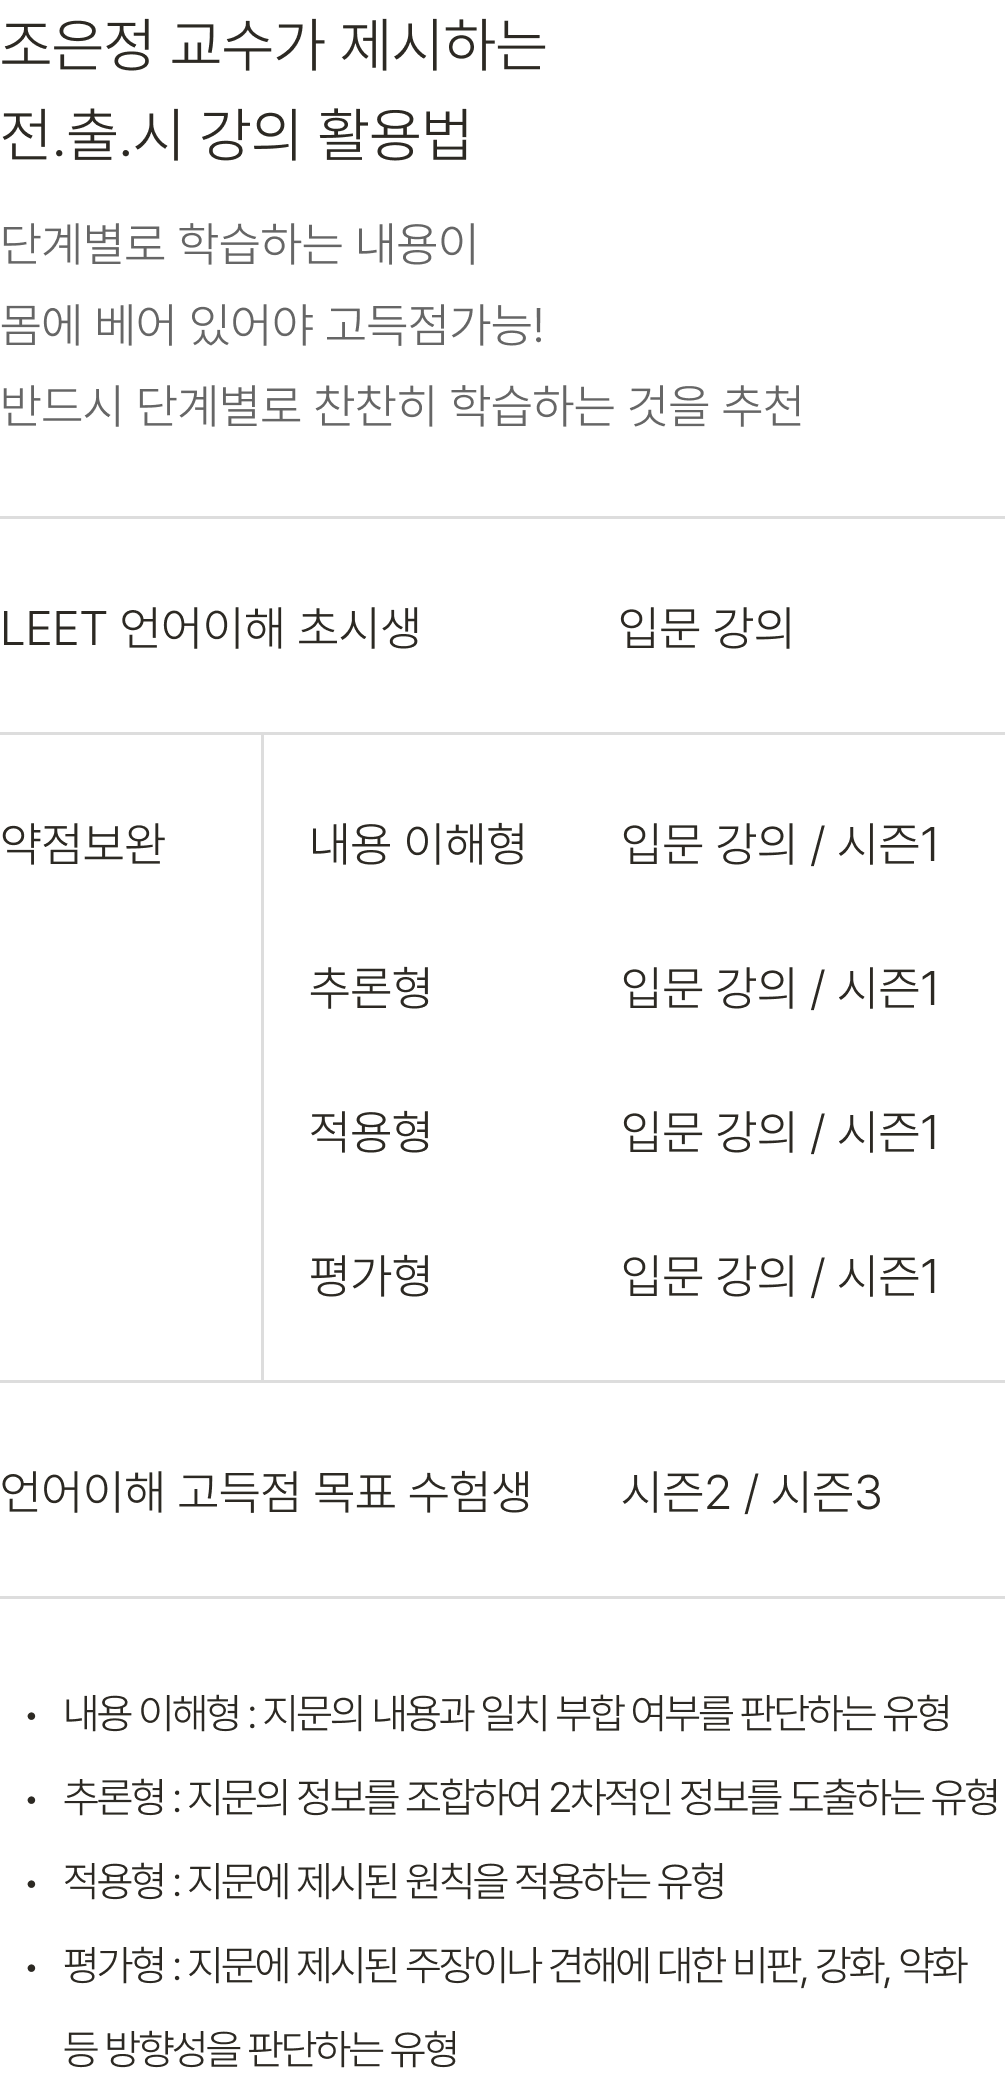 조은정 교수가 제시하는
전.출.시 강의 활용법
단계별로 학습하는 내용이
몸에 베어 있어야 고득점가능!
반드시 단계별로 찬찬히 학습하는 것을 추천
LEET 언어이해 초시생 입문 강의
약점보완 내용 이해형 입문 강의 / 시즌1
추론형 입문 강의 / 시즌1
적용형 입문 강의 / 시즌1
평가형 입문 강의 / 시즌1
언어이해 고득점 목표 수험생 시즌2 / 시즌3
• 내용 이해형 : 지문의 내용과 일치 부합 여부를 판단하는 유형
• 추론형 : 지문의 정보를 조합하여 2차적인 정보를 도출하는 유형
• 적용형 : 지문에 제시된 원칙을 적용하는 유형
• 평가형 : 지문에 제시된 주장이나 견해에 대한 비판, 강화, 약화
등 방향성을 판단하는 유형